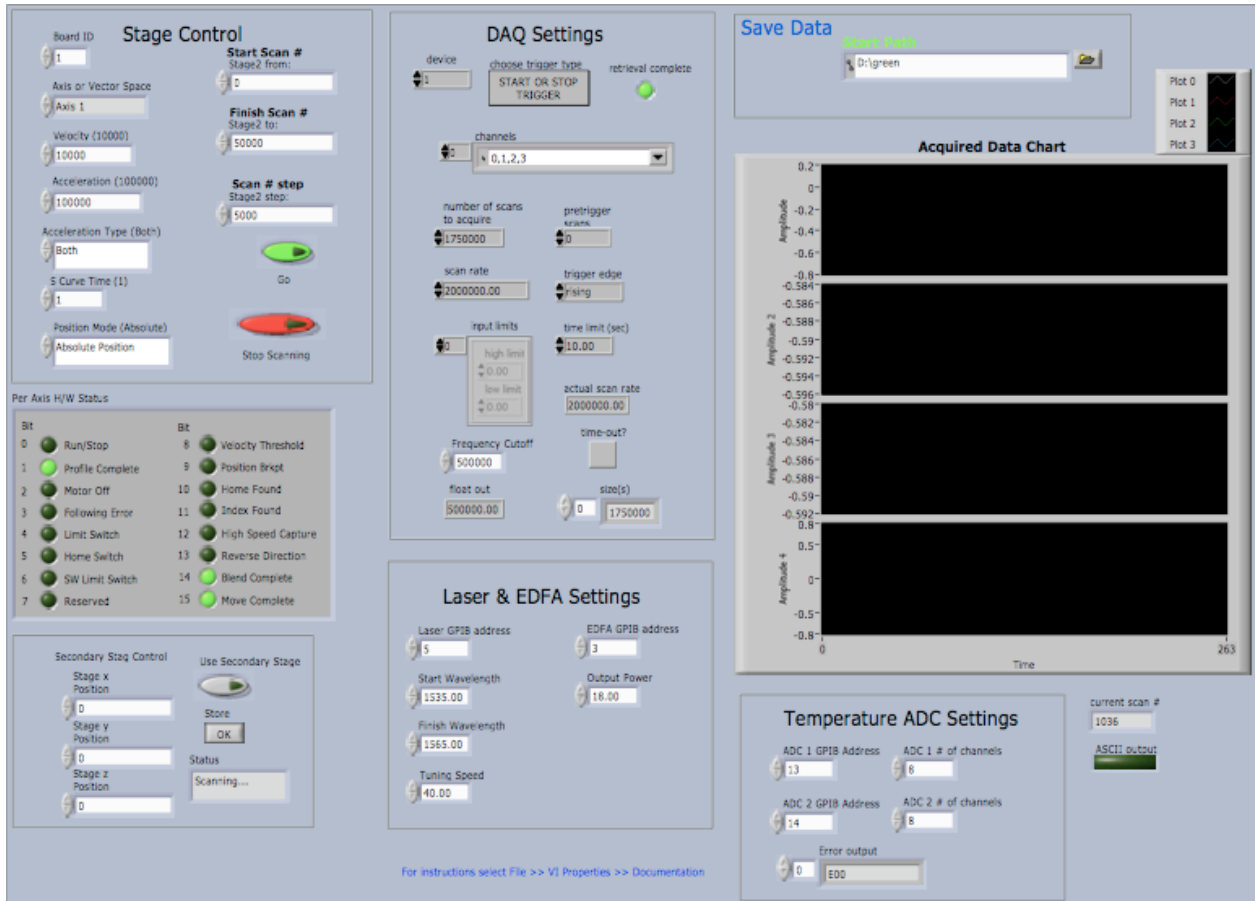 Stage Control
Board ID
1
Axis or Vector Space
Axis 1
Velocity (10000)
10000
Acceleration (100000)
100000
Acceleration Type (Both)
Both
S Curve Time (1)
1
Position Mode (Absolute)
Absolute Position
Start Scan #
Stage2 from:
0
Finish Scan #
Stage2 to:
50000
Scan # step
Stage2 step:
5000
Go
Stop Scanning
Per Axis H/W Status
Bit
0 Run/Stop
1 Profile Complete
2 Motor Off
3 Following Error
4 Limit Switch
5 Home Switch
6 SW Limit Switch
7 Reserved
Bit
8 Velocity Threshold
9 Position Brkpt
10 Home Found
11 Index Found
12 High Speed Capture
13 Reverse Direction
14 Blend Complete
15 Move Complete
Secondary Stag Control
Stage x
Position
0
Stage y
Position
0
Stage z
Position
0
Use Secondary Stage
Store
OK
Status
Scanning...
DAQ Settings
device
1
choose trigger type
START OR STOP
TRIGGER
retrieval complete
channels
0
0,1,2,3
number of scans
to acquire
1750000
pretrigger
scans
0
scan rate
2000000.00
trigger edge
rising
input limits
0
high limit
0.00
low limit
0.00
time limit (sec)
10.00
actual scan rate
2000000.00
Frequency Cutoff
500000
time-out?
float out
500000.00
size(s)
0
1750000
Laser & EDFA Settings
Laser GPIB address
5
EDFA GPIB address
3
Start Wavelength
1535.00
Output Power
18.00
Finish Wavelength
1565.00
Tuning Speed
40.00
For instructions select File >> VI Properties >> Documentation
Save Data
Start Path
D:\green
Plot 0
Plot 1
Plot 2
Plot 3
Acquired Data Chart
Amplitude
0.2
0
-0.2
-0.4
-0.6
-0.8
Amplitude 2
-0.584
-0.586
-0.588
-0.59
-0.592
-0.594
-0.596
Amplitude 3
-0.58
-0.582
-0.584
-0.586
-0.588
-0.59
-0.592
Amplitude 4
0.8
0.5
0
-0.5
-0.8
0
263
Time
Temperature ADC Settings
ADC 1 GPIB Address
13
ADC 1 # of channels
8
ADC 2 GPIB Address
14
ADC 2 # of channels
8
Error output
0
E00
current scan #
1036
ASCII output